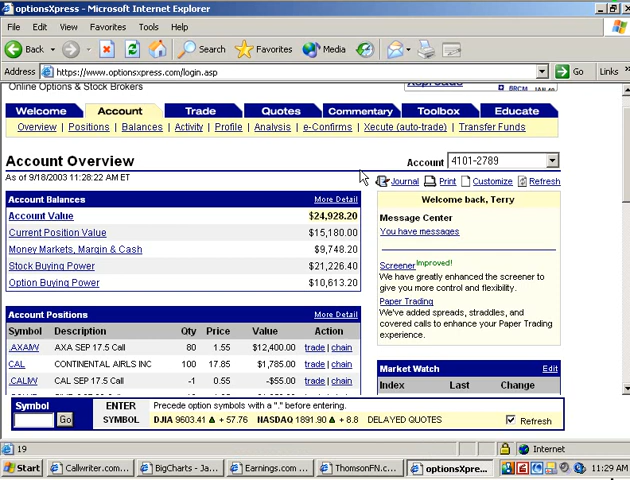 optionsXpress - Microsoft Internet Explorer
File Edit View Favorites Tools Help
Back Search Favorites Media
Address https://www.optionsxpress.com/login.asp Go Links
Online Options & Stock Brokers
Welcome Account Trade Quotes Commentary Toolbox Educate
Overview | Positions | Balances | Activity | Profile | Analysis | e-Confirms | Xecute (auto-trade) | Transfer Funds
Account Overview
Account 4101-2789
As of 9/18/2003 11:28:22 AM ET
Journal Print Customize Refresh
Account Balances More Detail
Account Value $24,928.20
Current Position Value $15,180.00
Money Markets, Margin & Cash $9,748.20
Stock Buying Power $21,226.40
Option Buying Power $10,613.20
Welcome back, Terry
Message Center
You have messages
Screener Improved!
We have greatly enhanced the screener to
give you more control and flexibility.
Paper Trading
We've added spreads, straddles, and
covered calls to enhance your Paper Trading
experience.
Account Positions More Detail
Symbol Description Qty Price Value Action
.AXAIW AXA SEP 17.5 Call 80 1.55 $12,400.00 trade | chain
CAL CONTINENTAL AIRLS INC 100 17.85 $1,785.00 trade | chain
.CALIW CAL SEP 17.5 Call -1 0.55 -$55.00 trade | chain
Market Watch Edit
Index Last Change
Symbol
Go
ENTER
SYMBOL
Precede option symbols with a "." before entering.
DJIA 9603.41 ▲ + 57.76 NASDAQ 1891.90 ▲ + 8.8 DELAYED QUOTES
Refresh
19 Internet
Start Callwriter.com... BigCharts - Ja... Earnings.com ... ThomsonFN.c... optionsXpre... 11:29 AM